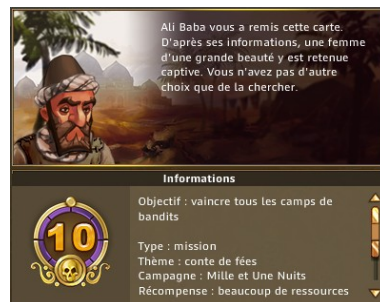 Ali Baba vous a remis cette carte.
D'après ses informations, une femme
d'une grande beauté y est retenue
captive. Vous n'avez pas d'autre
choix que de la chercher.
Informations
10
Objectif : vaincre tous les camps de
bandits
Type : mission
Thème : conte de fées
Campagne : Mille et Une Nuits
Récompense : beaucoup de ressources